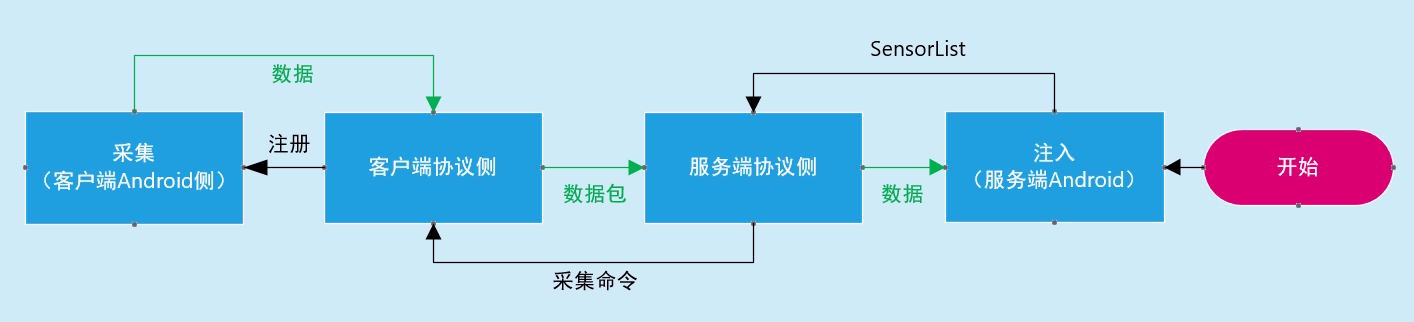 SensorList
数据
采集
（客户端Android侧）
注册
客户端协议侧
数据包
服务端协议侧
数据
注入
（服务端Android）
开始
采集命令